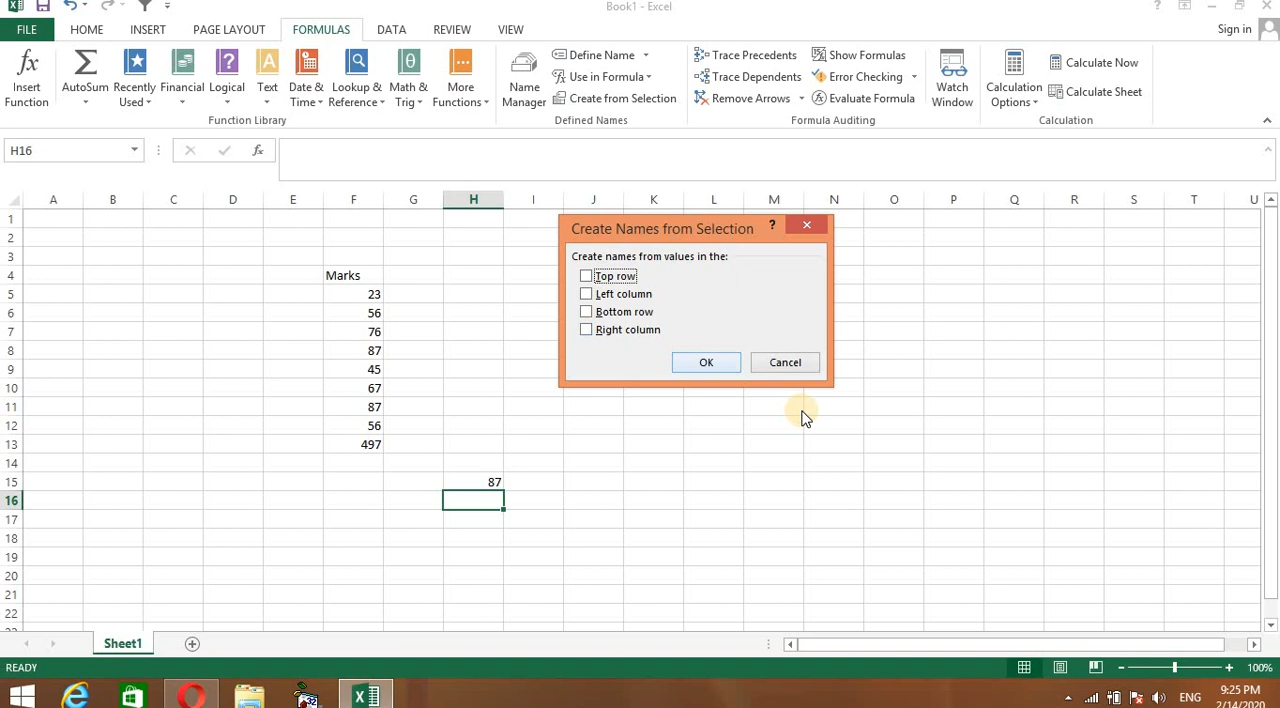 Book1 - Excel
FILE HOME INSERT PAGE LAYOUT FORMULAS DATA REVIEW VIEW Sign in
Insert Function
AutoSum
Recently Used
Financial
Logical
Text
Date & Time
Lookup & Reference
Math & Trig
More Functions
Function Library
Name Manager
Define Name
Use in Formula
Create from Selection
Defined Names
Trace Precedents
Trace Dependents
Remove Arrows
Show Formulas
Error Checking
Evaluate Formula
Formula Auditing
Watch Window
Calculation Options
Calculate Now
Calculate Sheet
Calculation
H16
fx
A B C D E F G H I J K L M N O P Q R S T U
1
2
3
4 Marks
5 23
6 56
7 76
8 87
9 45
10 67
11 87
12 56
13 497
14
15 87
16
17
18
19
20
21
22
Create Names from Selection
?
Create names from values in the:
Top row
Left column
Bottom row
Right column
OK Cancel
Sheet1
READY 100%
ENG
9:25 PM
2/14/2020